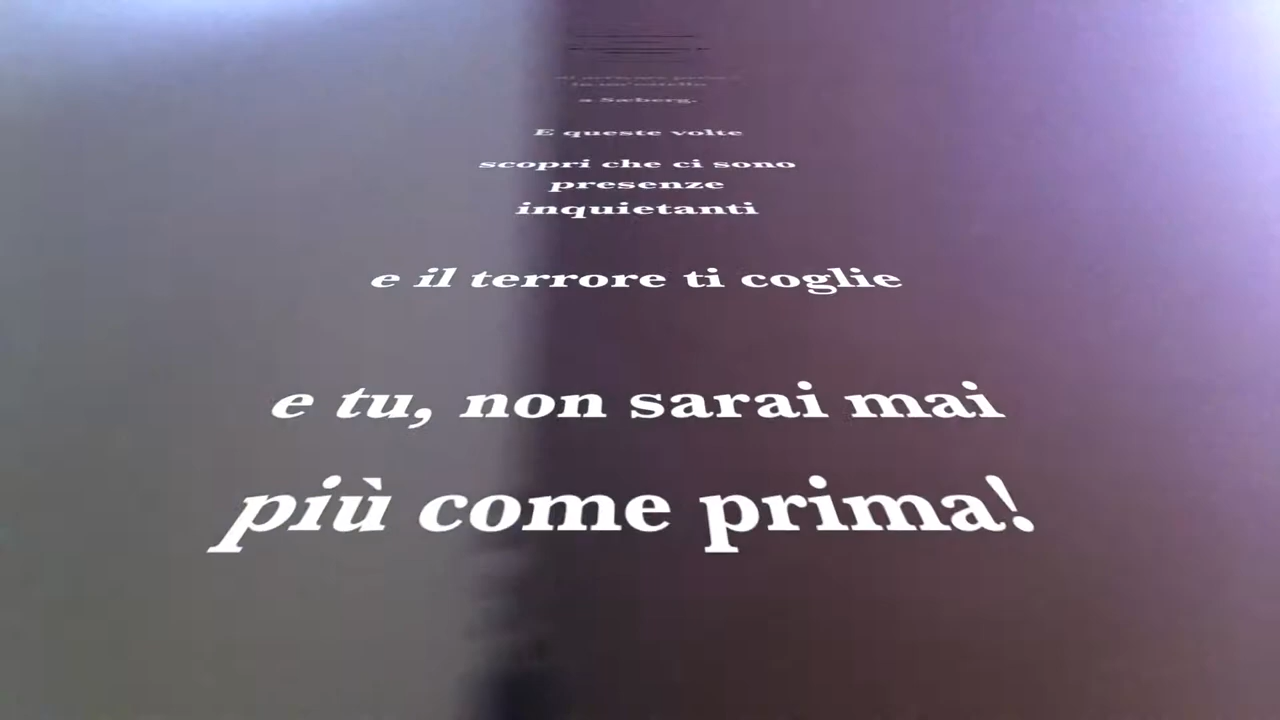 a Sæberg.
E queste volte
scopri che ci sono
presenze
inquietanti
e il terrore ti coglie
e tu, non sarai mai
più come prima!